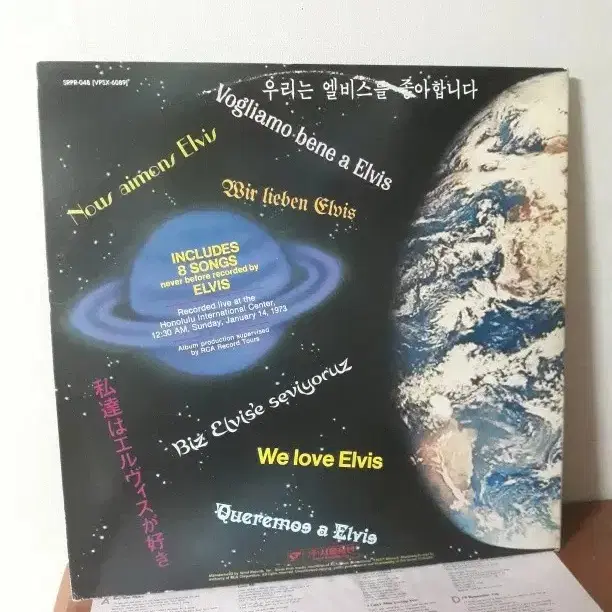 SRPR-048 (VPSX-6089)
우리는 엘비스를 좋아합니다
Vogliamo bene a Elvis
Nous aimons Elvis
Wir lieben Elvis
INCLUDES
8 SONGS
never before recorded by
ELVIS
Recorded live at the
Honolulu International Center,
12:30 AM, Sunday, January 14, 1973
Album production supervised
by RCA Record Tours
私達はエルヴィスが好き
Biz Elvise seviyoruz
We love Elvis
Queremos a Elvis